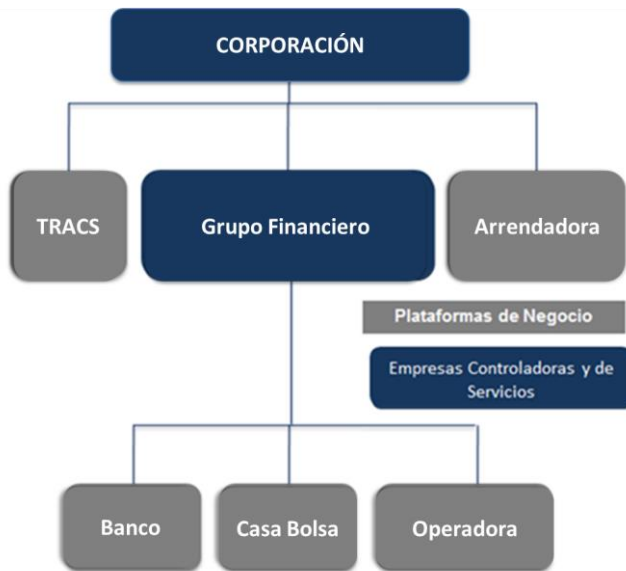 CORPORACIÓN
TRACS
Grupo Financiero
Arrendadora
Plataformas de Negocio
Empresas Controladoras y de
Servicios
Banco
Casa Bolsa
Operadora